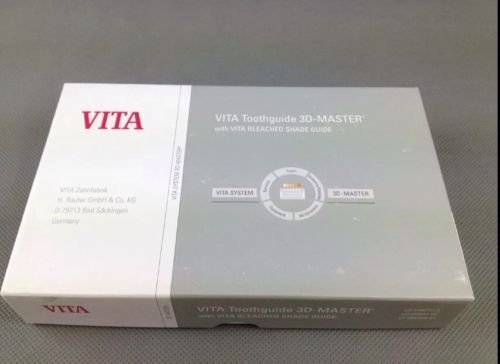 VITA
VITA Zahnfabrik
H. Rauter GmbH & Co. KG
D-79713 Bad Säckingen
Germany
VITA SYSTEM 3D-MASTER
VITA Toothguide 3D-MASTER®
with VITA BLEACHED SHADE GUIDE
VITA SYSTEM
3D-MASTER
VITA
VITA Toothguide 3D-MASTER®
with VITA BLEACHED SHADE GUIDE